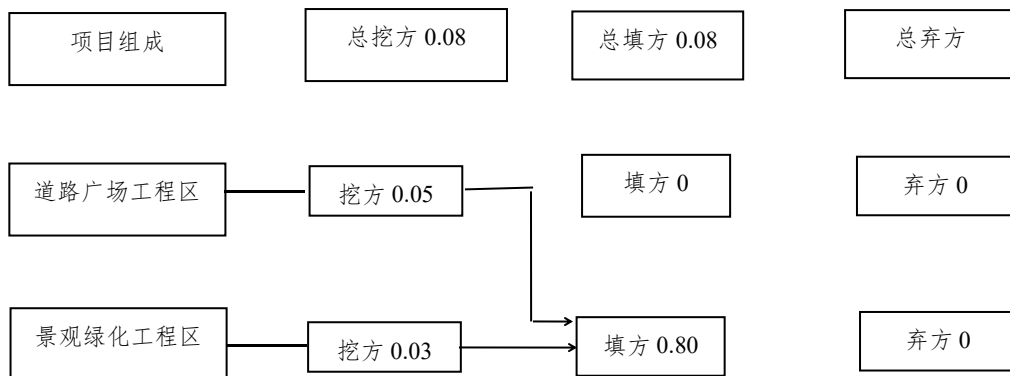 项目组成
总挖方 0.08
总填方 0.08
总弃方
道路广场工程区
挖方 0.05
填方 0
弃方 0
景观绿化工程区
挖方 0.03
填方 0.80
弃方 0